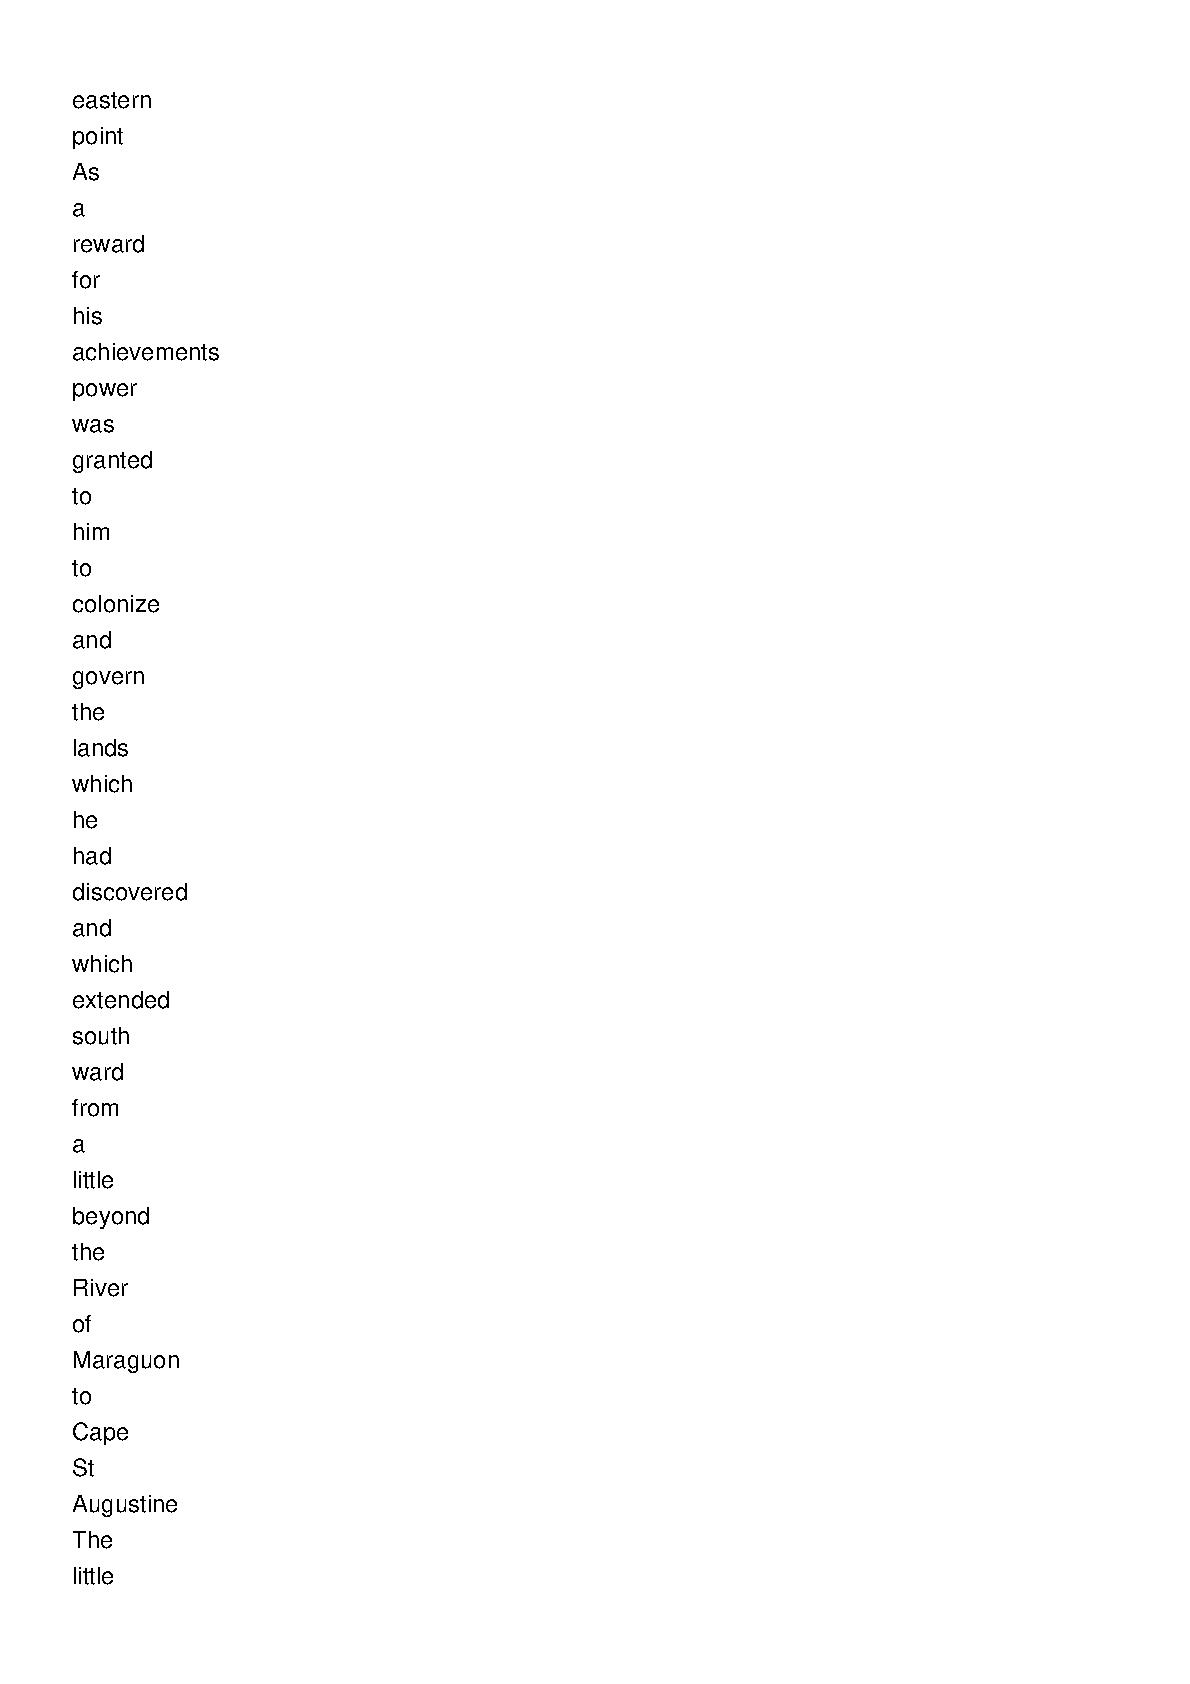 eastern
point
As
a
reward
for
his
achievements
power
was
granted
to
him
to
colonize
and
govern
the
lands
which
he
had
discovered
and
which
extended
south
ward
from
a
little
beyond
the
River
of
Maraguon
to
Cape
St
Augustine
The
little